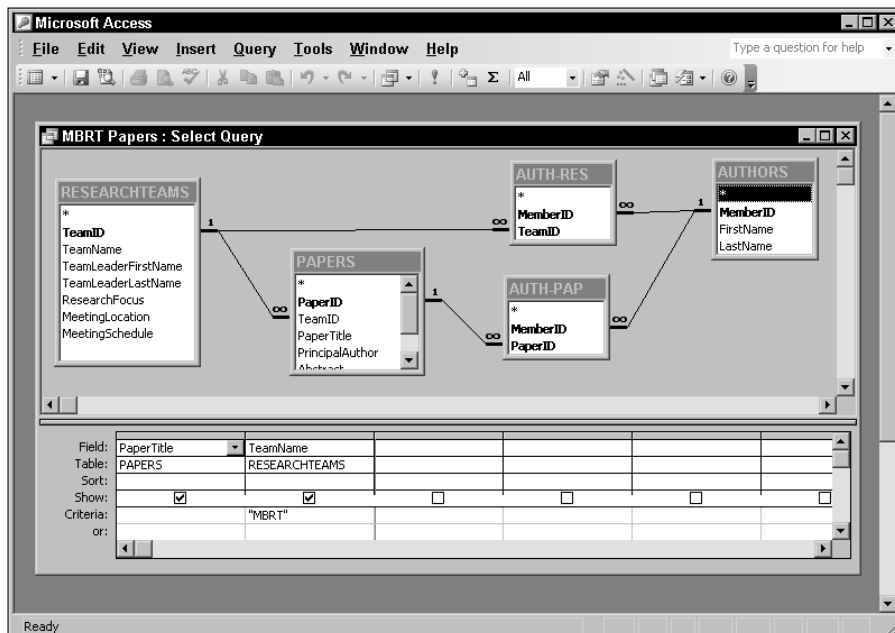 Microsoft Access
File Edit View Insert Query Tools Window Help
Type a question for help
ABC
Σ All
MBRT Papers : Select Query
RESEARCHTEAMS
*
TeamID
TeamName
TeamLeaderFirstName
TeamLeaderLastName
ResearchFocus
MeetingLocation
MeetingSchedule
1
∞
∞
PAPERS
*
PaperID
TeamID
PaperTitle
PrincipalAuthor
Abstract
1
∞
AUTH-RES
*
MemberID
TeamID
∞
AUTH-PAP
*
MemberID
PaperID
∞
1
AUTHORS
*
MemberID
FirstName
LastName
Field: PaperTitle TeamName
Table: PAPERS RESEARCHTEAMS
Sort:
Show:
Criteria: "MBRT"
or:
Ready